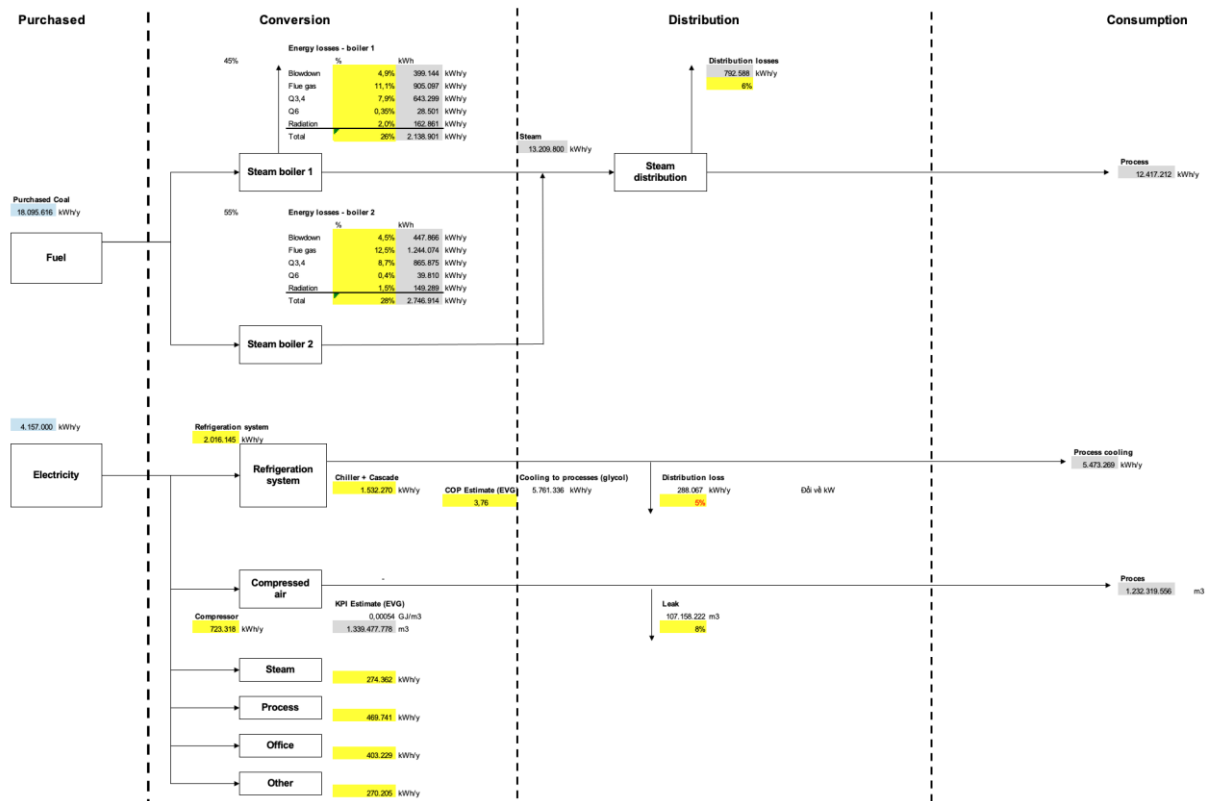 Purchased Conversion Distribution Consumption
Energy losses - boiler 1
45% % kWh
Blowdown 4,9% 399.144 kWh/y
Flue gas 11,1% 905.097 kWh/y
Q3,4 7,9% 643.299 kWh/y
Q6 0,35% 28.501 kWh/y
Radiation 2,0% 162.861 kWh/y
Total 26% 2.138.901 kWh/y
Distribution losses
792.588 kWh/y
6%
Steam
13.209.800 kWh/y
Steam boiler 1
Steam distribution
Process
12.417.212 kWh/y
Purchased Coal
18.095.616 kWh/y
Fuel
55% Energy losses - boiler 2
% kWh
Blowdown 4,5% 447.866 kWh/y
Flue gas 12,5% 1.244.074 kWh/y
Q3,4 8,7% 865.875 kWh/y
Q6 0,4% 39.810 kWh/y
Radiation 1,5% 149.289 kWh/y
Total 28% 2.746.914 kWh/y
Steam boiler 2
4.157.000 kWh/y
Electricity
Refrigeration system
2.016.145 kWh/y
Refrigeration system
Chiller + Cascade
1.532.270 kWh/y
COP Estimate (EVG)
3,76
Cooling to processes (glycol)
5.761.336 kWh/y
Distribution loss
288.067 kWh/y
5%
Đổi về kW
Process cooling
5.473.269 kWh/y
Compressed air
-
Compressor
723.318 kWh/y
KPI Estimate (EVG)
0,00054 GJ/m3
1.339.477.778 m3
Leak
107.158.222 m3
8%
Proces
1.232.319.556 m3
Steam
274.362 kWh/y
Process
469.741 kWh/y
Office
403.229 kWh/y
Other
270.205 kWh/y